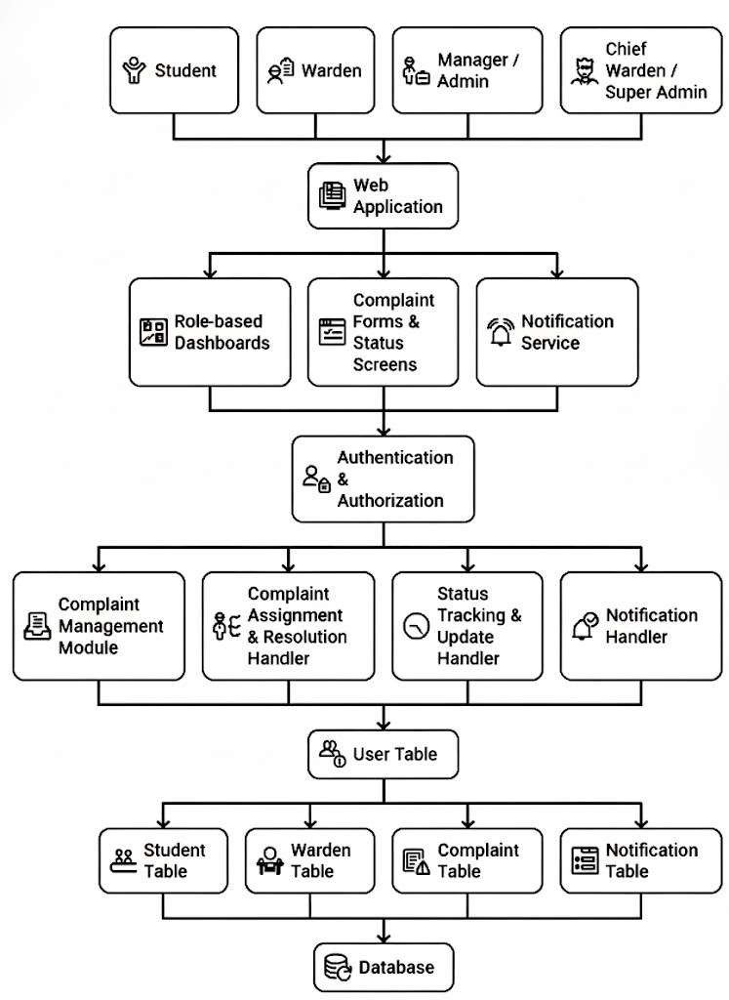 Student
Warden
Manager /
Admin
Chief
Warden /
Super Admin
Web
Application
Role-based
Dashboards
Complaint
Forms &
Status
Screens
Notification
Service
Authentication
&
Authorization
Complaint
Management
Module
Complaint
Assignment
& Resolution
Handler
Status
Tracking &
Update
Handler
Notification
Handler
User Table
Student
Table
Warden
Table
Complaint
Table
Notification
Table
Database